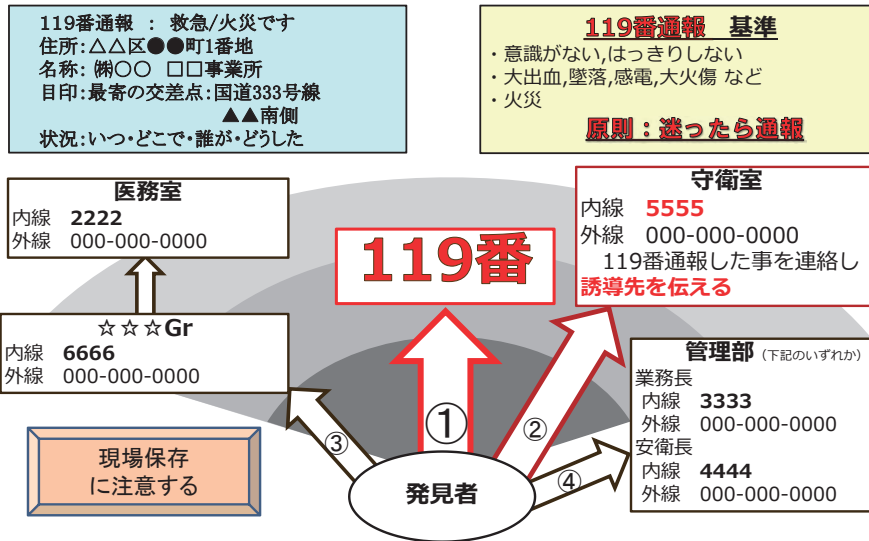 119番通報 : 救急/火災です
住所:△△区●●町1番地
名称: ㈱○○ □□事業所
目印:最寄の交差点:国道333号線
▲▲南側
状況:いつ・どこで・誰が・どうした
119番通報 基準
・意識がない,はっきりしない
・大出血,墜落,感電,大火傷 など
・火災
原則：迷ったら通報
医務室
内線 2222
外線 000-000-0000
119番
守衛室
内線 5555
外線 000-000-0000
119番通報した事を連絡し
誘導先を伝える
☆☆☆Gr
内線 6666
外線 000-000-0000
管理部 (下記のいずれか)
業務長
内線 3333
外線 000-000-0000
安衛長
内線 4444
外線 000-000-0000
①
②
③
④
現場保存
に注意する
発見者